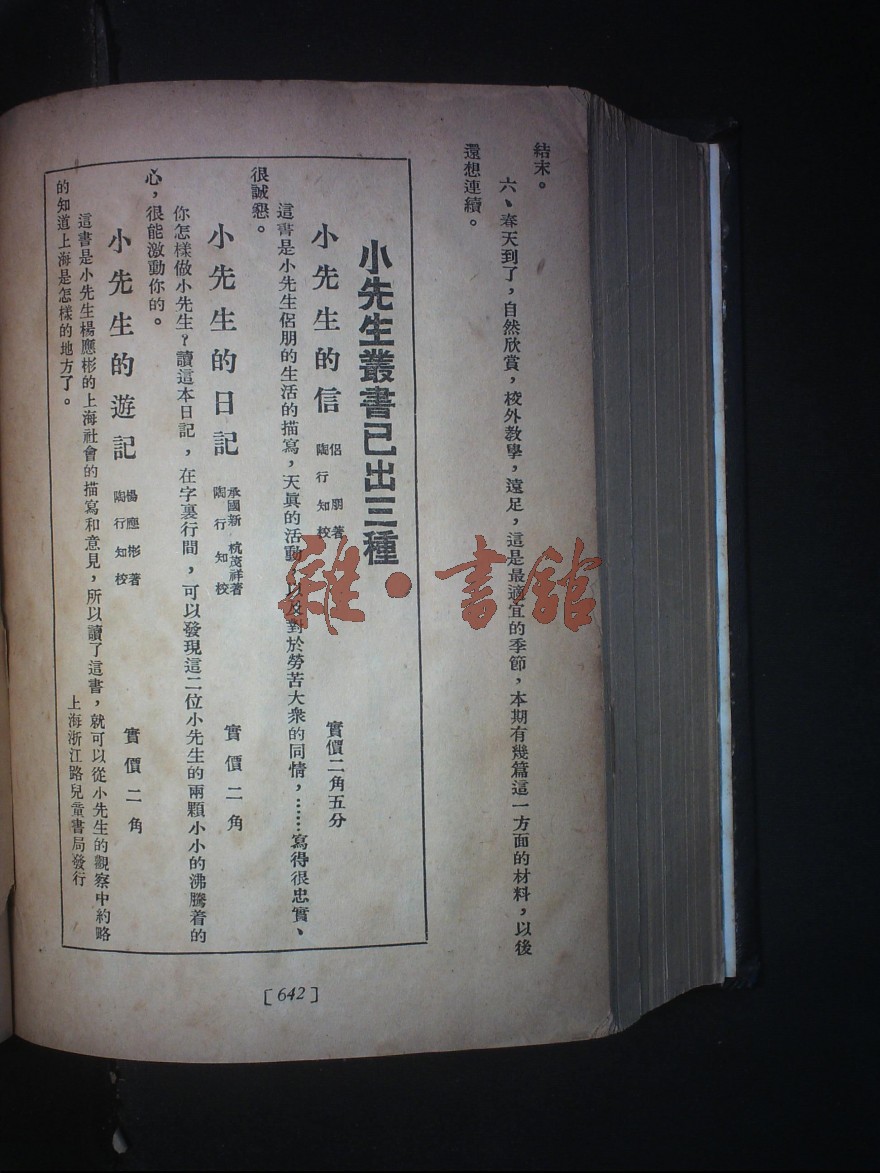 結末。
六、春天到了，自然欣賞，校外教學，遠足，這是最適宜的季節，本期有幾篇這一方面的材料，以後
還想連續。
小先生叢書已出三種
小先生的信 侶朋著 陶行知校 實價二角五分
這書是小先生侶朋的生活的描寫，天眞的活動，以及對於勞苦大衆的同情，……寫得很忠實、
很誠懇。
小先生的日記 承國新 杭茂祥著 陶行知校 實價二角
你怎樣做小先生？讀這本日記，在字裏行間，可以發現這二位小先生的兩顆小小的沸騰着的
心，很能激動你的。
小先生的遊記 楊應彬著 陶行知校 實價二角
這書是小先生楊應彬的上海社會的描寫和意見，所以讀了這書，就可以從小先生的觀察中約略
的知道上海是怎樣的地方了。
上海浙江路兒童書局發行
[642]
雜·書館